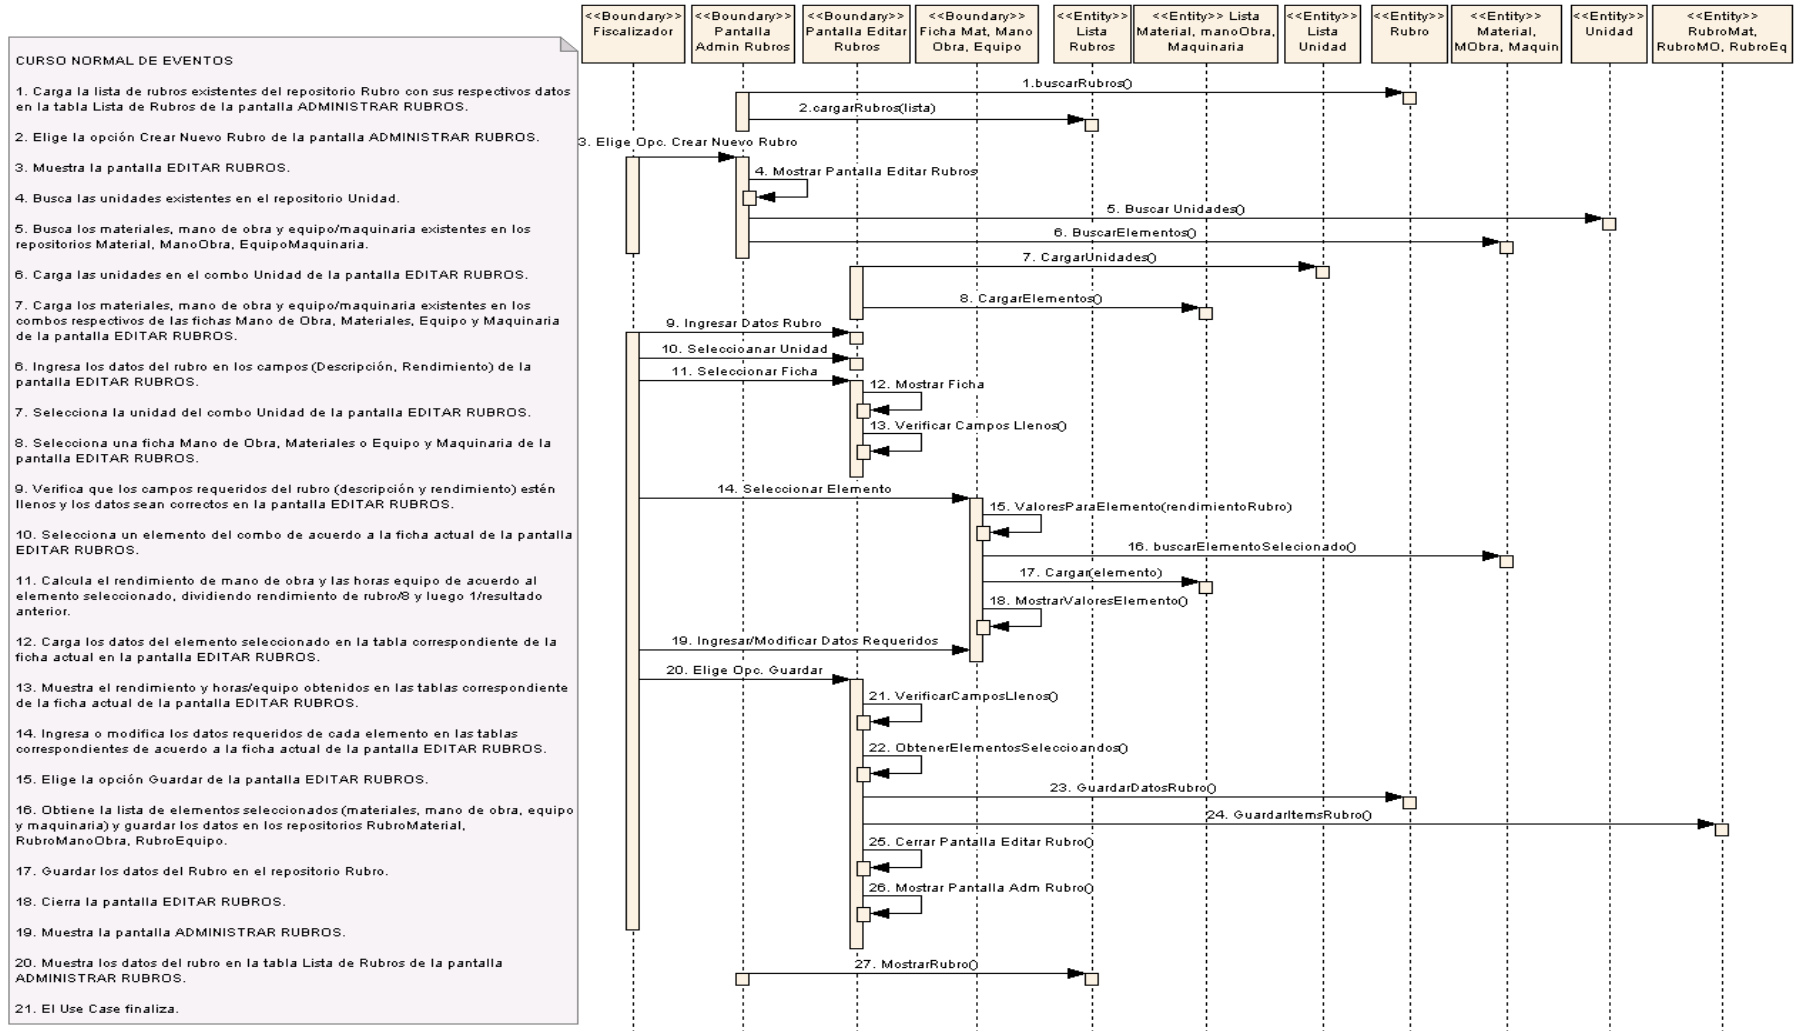 CURSO NORMAL DE EVENTOS
1. Carga la lista de rubros existentes del repositorio Rubro con sus respectivos datos
en la tabla Lista de Rubros de la pantalla ADMINISTRAR RUBROS.
2. Elige la opción Crear Nuevo Rubro de la pantalla ADMINISTRAR RUBROS.
3. Muestra la pantalla EDITAR RUBROS.
4. Busca las unidades existentes en el repositorio Unidad.
5. Busca los materiales, mano de obra y equipo/maquinaria existentes en los
repositorios Material, ManoObra, EquipoMaquinaria.
6. Carga las unidades en el combo Unidad de la pantalla EDITAR RUBROS.
7. Carga los materiales, mano de obra y equipo/maquinaria existentes en los
combos respectivos de las fichas Mano de Obra, Materiales, Equipo y Maquinaria
de la pantalla EDITAR RUBROS.
6. Ingresa los datos del rubro en los campos (Descripción, Rendimiento) de la
pantalla EDITAR RUBROS.
7. Selecciona la unidad del combo Unidad de la pantalla EDITAR RUBROS.
8. Selecciona una ficha Mano de Obra, Materiales o Equipo y Maquinaria de la
pantalla EDITAR RUBROS.
9. Verifica que los campos requeridos del rubro (descripción y rendimiento) estén
llenos y los datos sean correctos en la pantalla EDITAR RUBROS.
10. Selecciona un elemento del combo de acuerdo a la ficha actual de la pantalla
EDITAR RUBROS.
11. Calcula el rendimiento de mano de obra y las horas equipo de acuerdo al
elemento seleccionado, dividiendo rendimiento de rubro/8 y luego 1/resultado
anterior.
12. Carga los datos del elemento seleccionado en la tabla correspondiente de la
ficha actual en la pantalla EDITAR RUBROS.
13. Muestra el rendimiento y horas/equipo obtenidos en las tablas correspondiente
de la ficha actual de la pantalla EDITAR RUBROS.
14. Ingresa o modifica los datos requeridos de cada elemento en las tablas
correspondientes de acuerdo a la ficha actual de la pantalla EDITAR RUBROS.
15. Elige la opción Guardar de la pantalla EDITAR RUBROS.
16. Obtiene la lista de elementos seleccionados (materiales, mano de obra, equipo
y maquinaria) y guardar los datos en los repositorios RubroMaterial,
RubroManoObra, RubroEquipo.
17. Guardar los datos del Rubro en el repositorio Rubro.
18. Cierra la pantalla EDITAR RUBROS.
19. Muestra la pantalla ADMINISTRAR RUBROS.
20. Muestra los datos del rubro en la tabla Lista de Rubros de la pantalla
ADMINISTRAR RUBROS.
21. El Use Case finaliza.
<<Boundary>>
Fiscalizador
<<Boundary>>
Pantalla
Admin Rubros
<<Boundary>>
Pantalla Editar
Rubros
<<Boundary>>
Ficha Mat, Mano
Obra, Equipo
<<Entity>>
Lista
Rubros
<<Entity>> Lista
Material, manoObra,
Maquinaria
<<Entity>>
Lista
Unidad
<<Entity>>
Rubro
<<Entity>>
Material,
MObra, Maquin
<<Entity>>
Unidad
<<Entity>>
RubroMat,
RubroMO, RubroEq
1.buscarRubros()
2.cargarRubros(lista)
3. Elige Opc. Crear Nuevo Rubro
4. Mostrar Pantalla Editar Rubros
5. Buscar Unidades()
6. BuscarElementos()
7. CargarUnidades()
8. CargarElementos()
9. Ingresar Datos Rubro
10. Seleccioanar Unidad
11. Seleccionar Ficha
12. Mostrar Ficha
13. Verificar Campos Llenos()
14. Seleccionar Elemento
15. ValoresParaElemento(rendimientoRubro)
16. buscarElementoSelecionado()
17. Cargar(elemento)
18. MostrarValoresElemento()
19. Ingresar/Modificar Datos Requeridos
20. Elige Opc. Guardar
21. VerificarCamposLlenos()
22. ObtenerElementosSeleccioandos()
23. GuardarDatosRubro()
24. GuardarItemsRubro()
25. Cerrar Pantalla Editar Rubro()
26. Mostrar Pantalla Adm Rubro()
27. MostrarRubro()